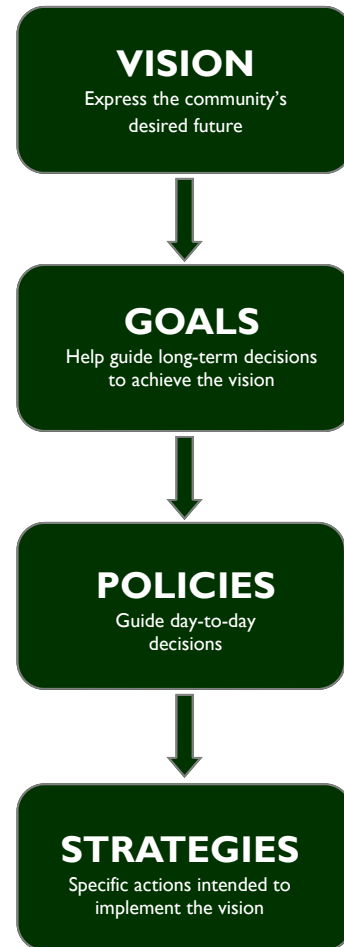 VISION
Express the community's
desired future
GOALS
Help guide long-term decisions
to achieve the vision
POLICIES
Guide day-to-day
decisions
STRATEGIES
Specific actions intended to
implement the vision